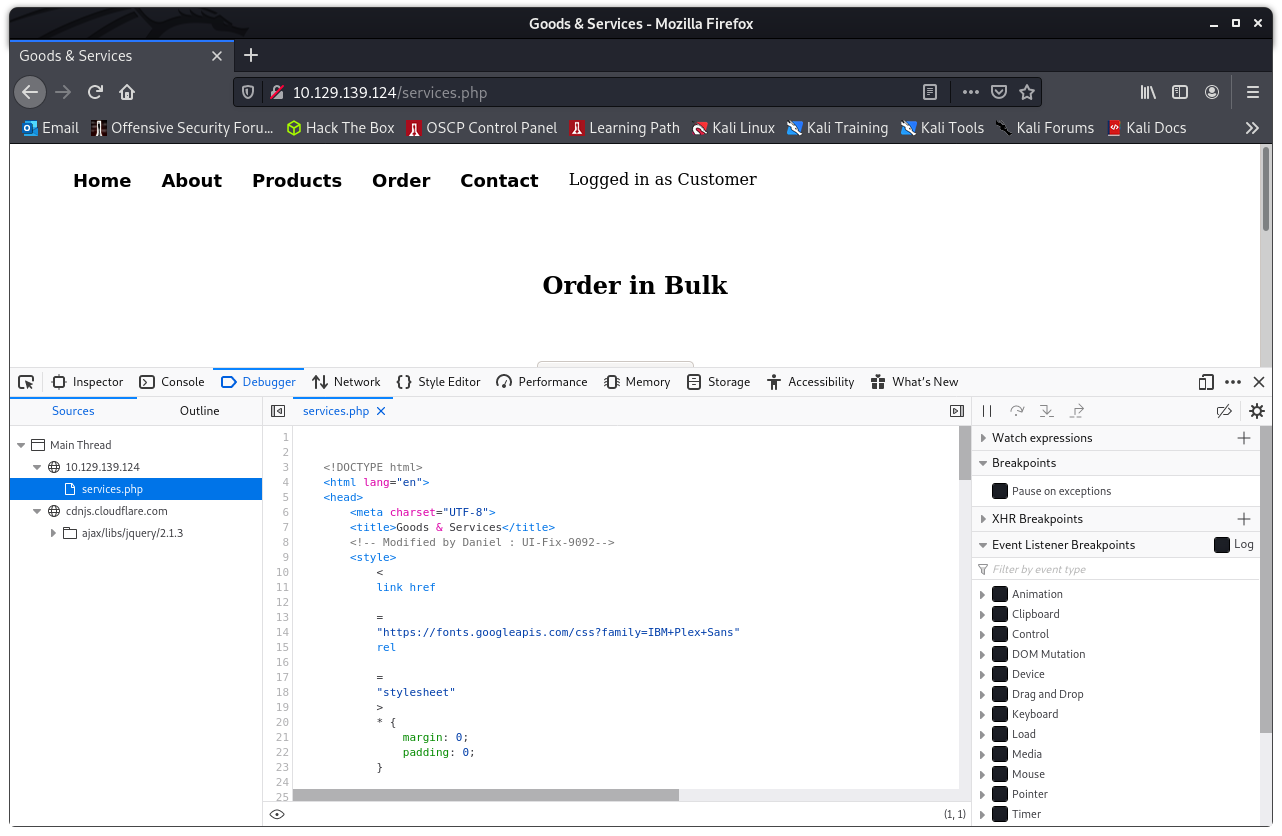 Goods & Services - Mozilla Firefox
Goods & Services
10.129.139.124/services.php
Email Offensive Security Foru... Hack The Box OSCP Control Panel Learning Path Kali Linux Kali Training Kali Tools Kali Forums Kali Docs
Home About Products Order Contact Logged in as Customer
Order in Bulk
Inspector Console Debugger Network Style Editor Performance Memory Storage Accessibility What's New
Sources Outline services.php
Main Thread
10.129.139.124
services.php
cdnjs.cloudflare.com
ajax/libs/jquery/2.1.3
1
2
3 <!DOCTYPE html>
4 <html lang="en">
5 <head>
6 <meta charset="UTF-8">
7 <title>Goods & Services</title>
8 <!-- Modified by Daniel : UI-Fix-9092-->
9 <style>
10 <
11 link href
12
13 =
14 "https://fonts.googleapis.com/css?family=IBM+Plex+Sans"
15 rel
16
17 =
18 "stylesheet"
19 >
20 * {
21 margin: 0;
22 padding: 0;
23 }
24
25
(1, 1)
Watch expressions
Breakpoints
Pause on exceptions
XHR Breakpoints
Event Listener Breakpoints Log
Filter by event type
Animation
Clipboard
Control
DOM Mutation
Device
Drag and Drop
Keyboard
Load
Media
Mouse
Pointer
Timer